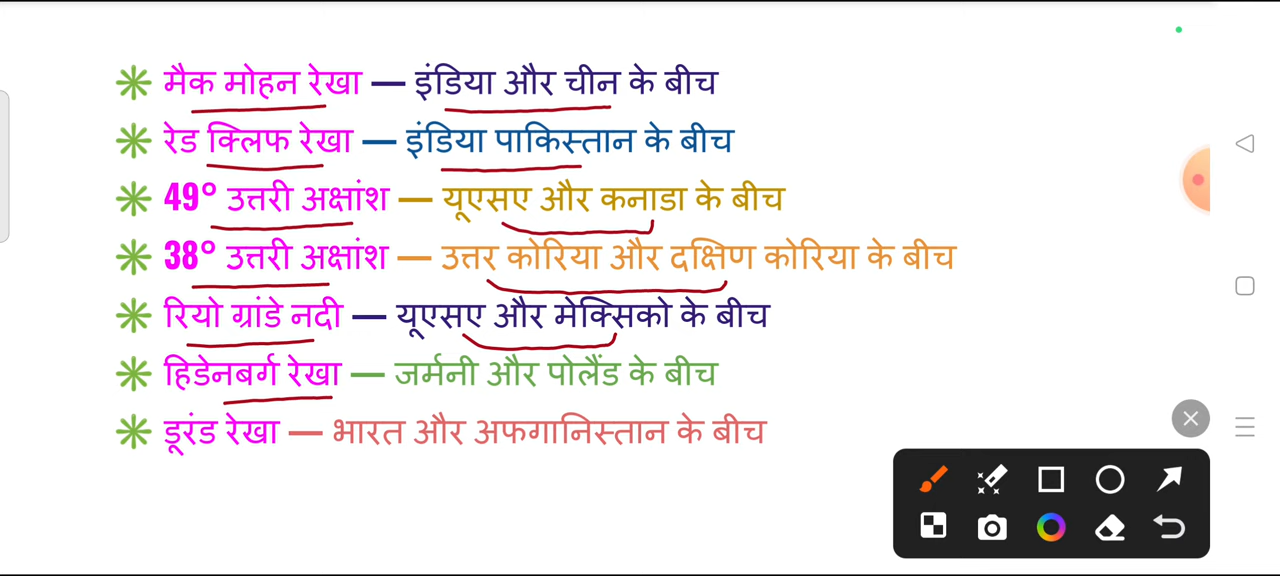 ✳ मैक मोहन रेखा — इंडिया और चीन के बीच
✳ रेड क्लिफ रेखा — इंडिया पाकिस्तान के बीच
✳ 49° उत्तरी अक्षांश — यूएसए और कनाडा के बीच
✳ 38° उत्तरी अक्षांश — उत्तर कोरिया और दक्षिण कोरिया के बीच
✳ रियो ग्रांडे नदी — यूएसए और मेक्सिको के बीच
✳ हिडेनबर्ग रेखा — जर्मनी और पोलैंड के बीच
✳ डूरंड रेखा — भारत और अफगानिस्तान के बीच